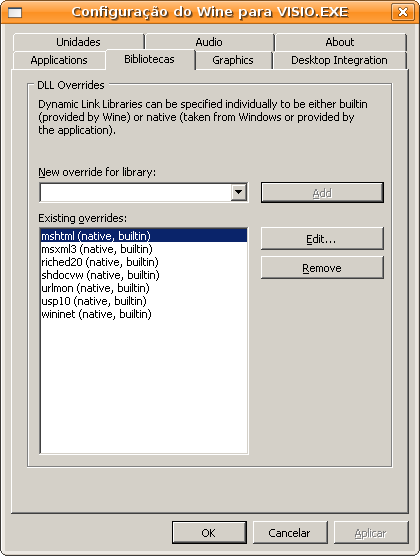 Configuração do Wine para VISIO.EXE
Unidades
Audio
About
Applications
Bibliotecas
Graphics
Desktop Integration
DLL Overrides
Dynamic Link Libraries can be specified individually to be either builtin
(provided by Wine) or native (taken from Windows or provided by
the application).
New override for library:
Add
Existing overrides:
mshtml (native, builtin)
msxml3 (native, builtin)
riched20 (native, builtin)
shdocvw (native, builtin)
urlmon (native, builtin)
usp10 (native, builtin)
wininet (native, builtin)
Edit...
Remove
OK
Cancelar
Aplicar